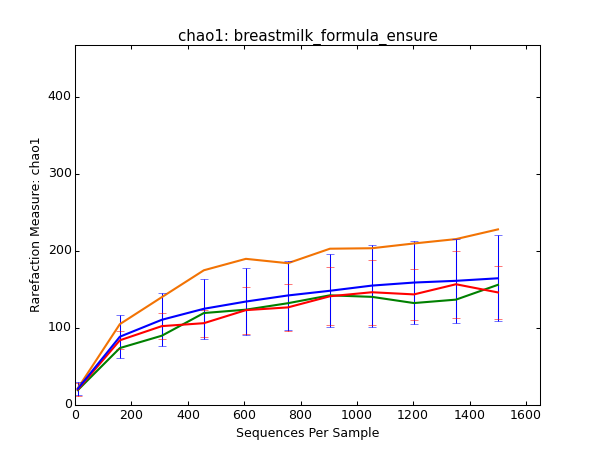 chao1: breastmilk_formula_ensure
400
300
200
100
0
Rarefaction Measure: chao1
0 200 400 600 800 1000 1200 1400 1600
Sequences Per Sample